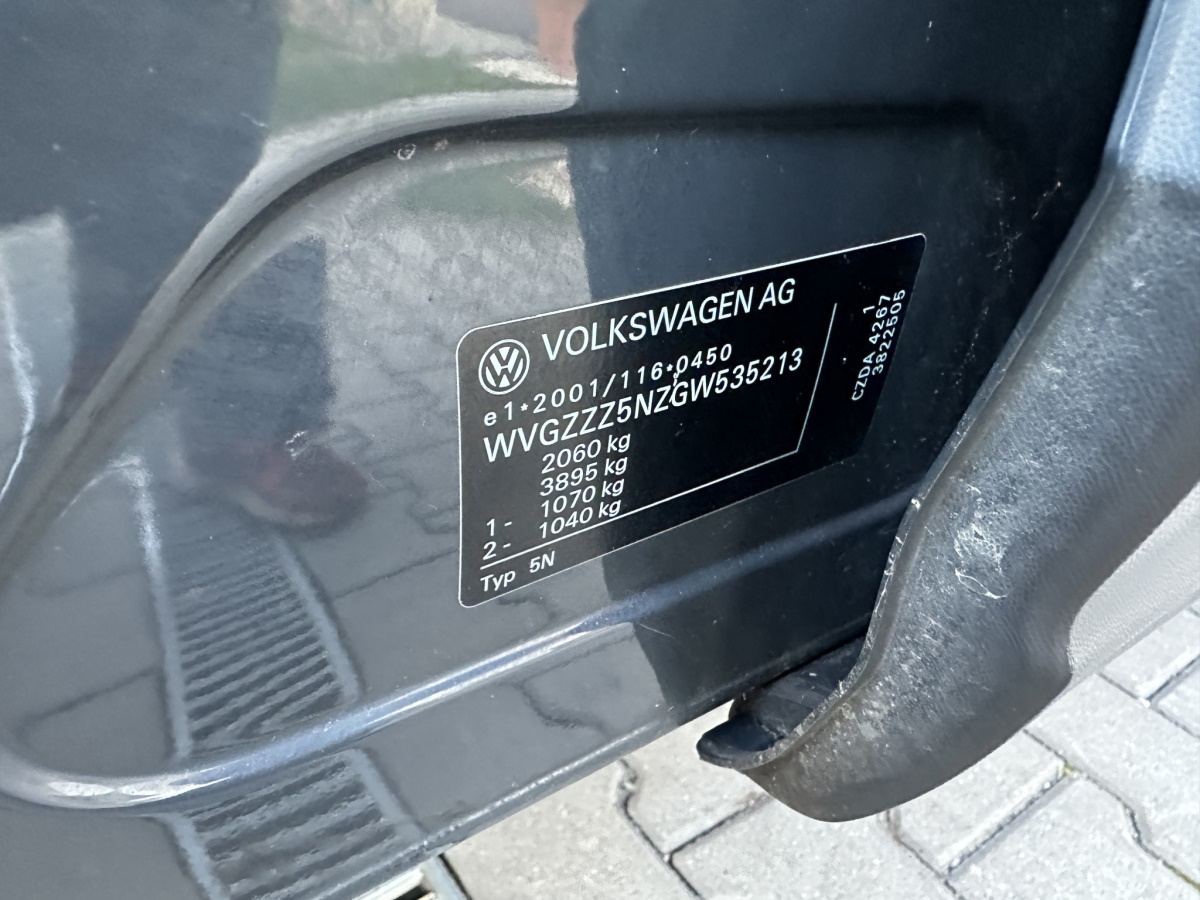 VOLKSWAGEN AG
e1*2001/116*0450
WVGZZZ5NZGW535213
2060 kg
3895 kg
1- 1070 kg
2- 1040 kg
Typ 5N
1
CZDA 4267
3822505